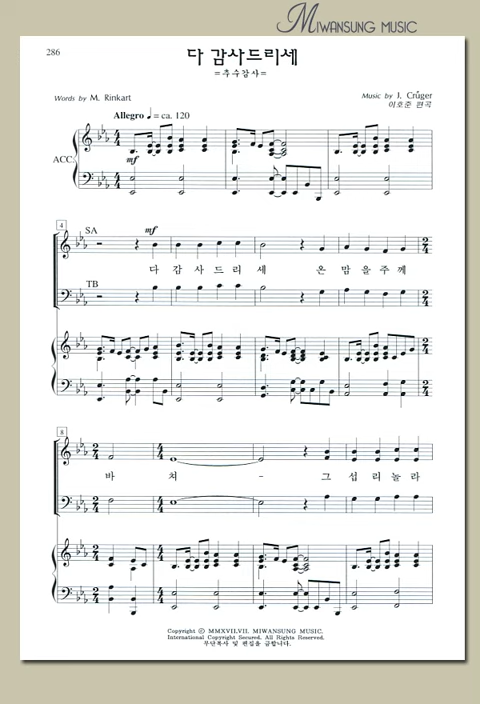 MIWANSUNG MUSIC
286
다 감사드리세
=추수감사=
Words by M. Rinkart
Music by J. Crüger
이호준 편곡
Allegro ♩ = ca. 120
ACC.
mf
4
SA
mf
다 감 사 드 리 세 온 맘 을 주 께
TB
8
바 쳐 - 그 섭 리 놀 라
Copyright © MMXVII.VII. MIWANSUNG MUSIC.
International Copyright Secured. All Rights Reserved.
무단복사 및 편집을 금합니다.